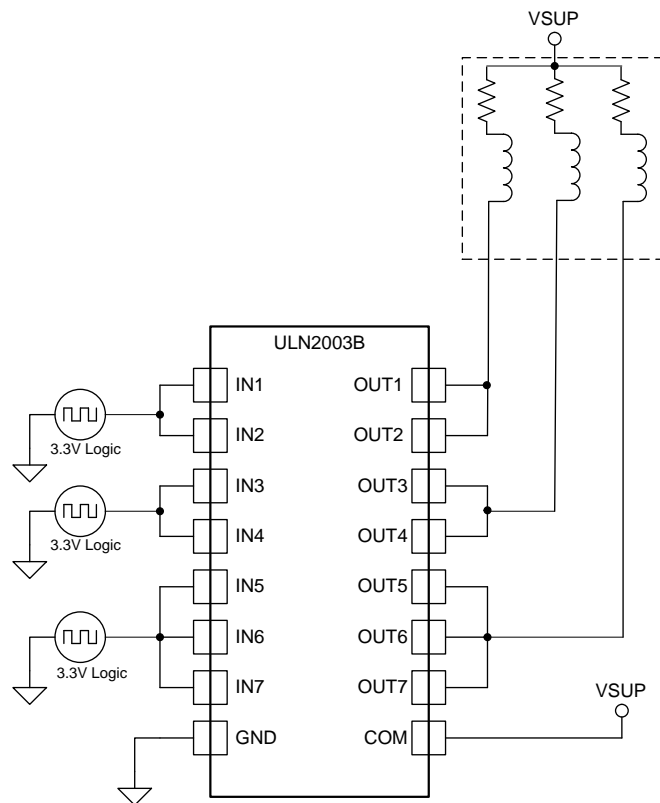 VSUP
ULN2003B
IN1 OUT1
IN2 OUT2
3.3V Logic
IN3 OUT3
IN4 OUT4
3.3V Logic
IN5 OUT5
IN6 OUT6
3.3V Logic
IN7 OUT7
VSUP
GND COM